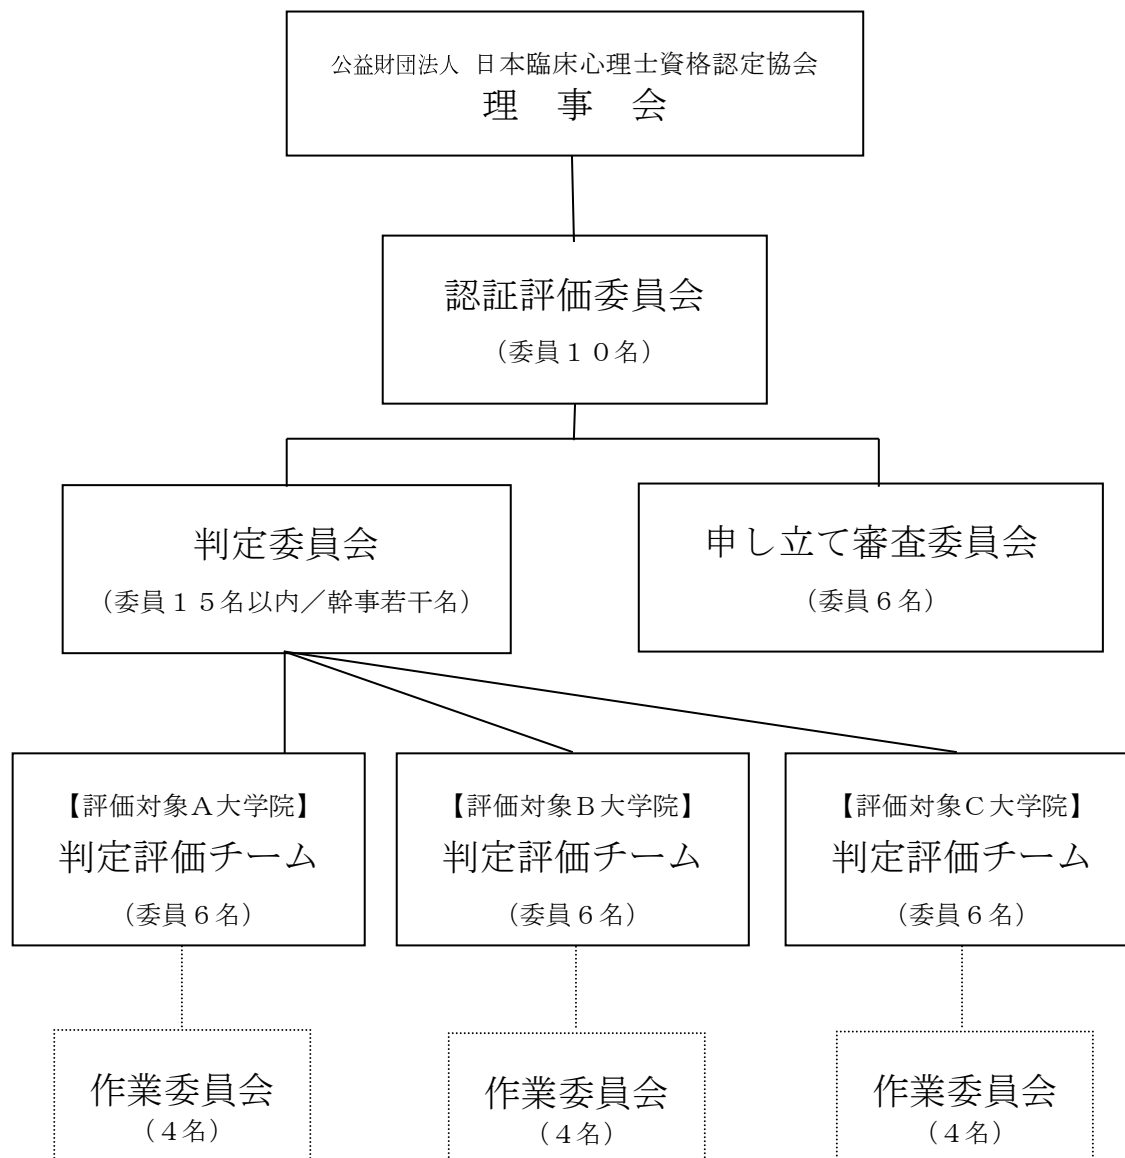 公益財団法人 日本臨床心理士資格認定協会
理 事 会
認証評価委員会
（委員１０名）
判定委員会
（委員１５名以内／幹事若干名）
申し立て審査委員会
（委員６名）
【評価対象Ａ大学院】
判定評価チーム
（委員６名）
【評価対象Ｂ大学院】
判定評価チーム
（委員６名）
【評価対象Ｃ大学院】
判定評価チーム
（委員６名）
作業委員会
（４名）
作業委員会
（４名）
作業委員会
（４名）